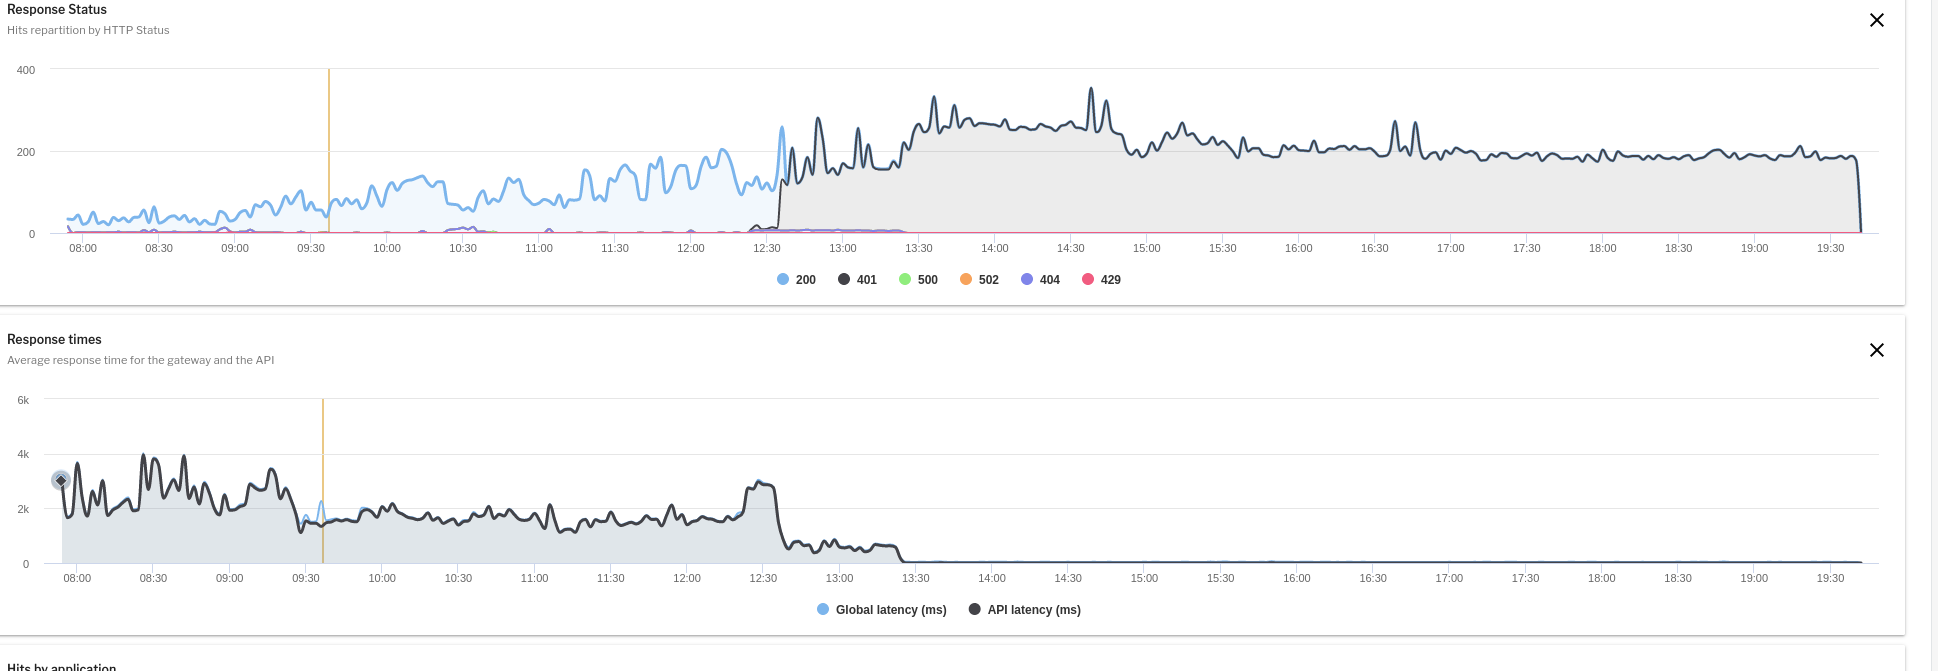 Response Status
Hits repartition by HTTP Status
400
200
0
08:00 08:30 09:00 09:30 10:00 10:30 11:00 11:30 12:00 12:30 13:00 13:30 14:00 14:30 15:00 15:30 16:00 16:30 17:00 17:30 18:00 18:30 19:00 19:30
200 401 500 502 404 429
Response times
Average response time for the gateway and the API
6k
4k
2k
0
08:00 08:30 09:00 09:30 10:00 10:30 11:00 11:30 12:00 12:30 13:00 13:30 14:00 14:30 15:00 15:30 16:00 16:30 17:00 17:30 18:00 18:30 19:00 19:30
Global latency (ms) API latency (ms)
Hits by application